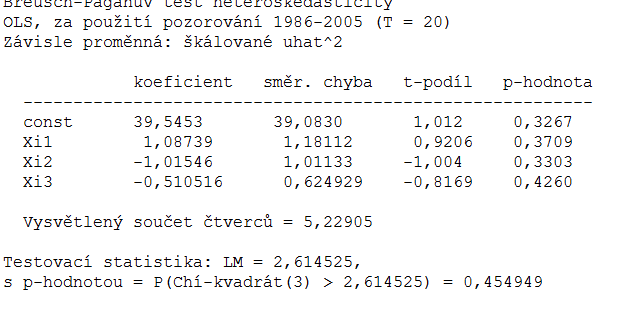 Breusch-Paganův test heteroskedasticity
OLS, za použití pozorování 1986-2005 (T = 20)
Závisle proměnná: škálované uhat^2
koeficient směr. chyba t-podíl p-hodnota
------------------------------------------------------------
const 39,5453 39,0830 1,012 0,3267
Xi1 1,08739 1,18112 0,9206 0,3709
Xi2 -1,01546 1,01133 -1,004 0,3303
Xi3 -0,510516 0,624929 -0,8169 0,4260
Vysvětlený součet čtverců = 5,22905
Testovací statistika: LM = 2,614525,
s p-hodnotou = P(Chí-kvadrát(3) > 2,614525) = 0,454949